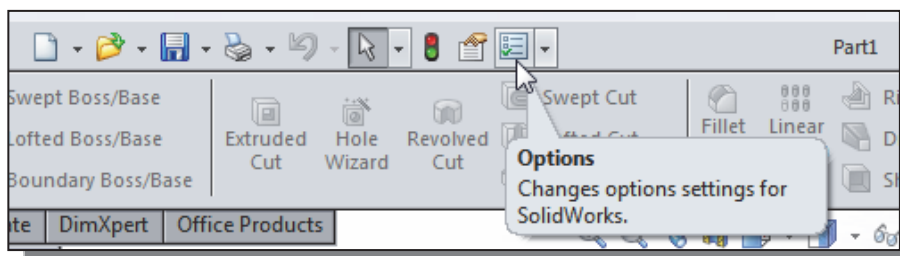 Part1
Swept Boss/Base
Lofted Boss/Base
Boundary Boss/Base
Extruded
Cut
Hole
Wizard
Revolved
Cut
Swept Cut
Fillet
Linear
Options
Changes options settings for
SolidWorks.
DimXpert
Office Products